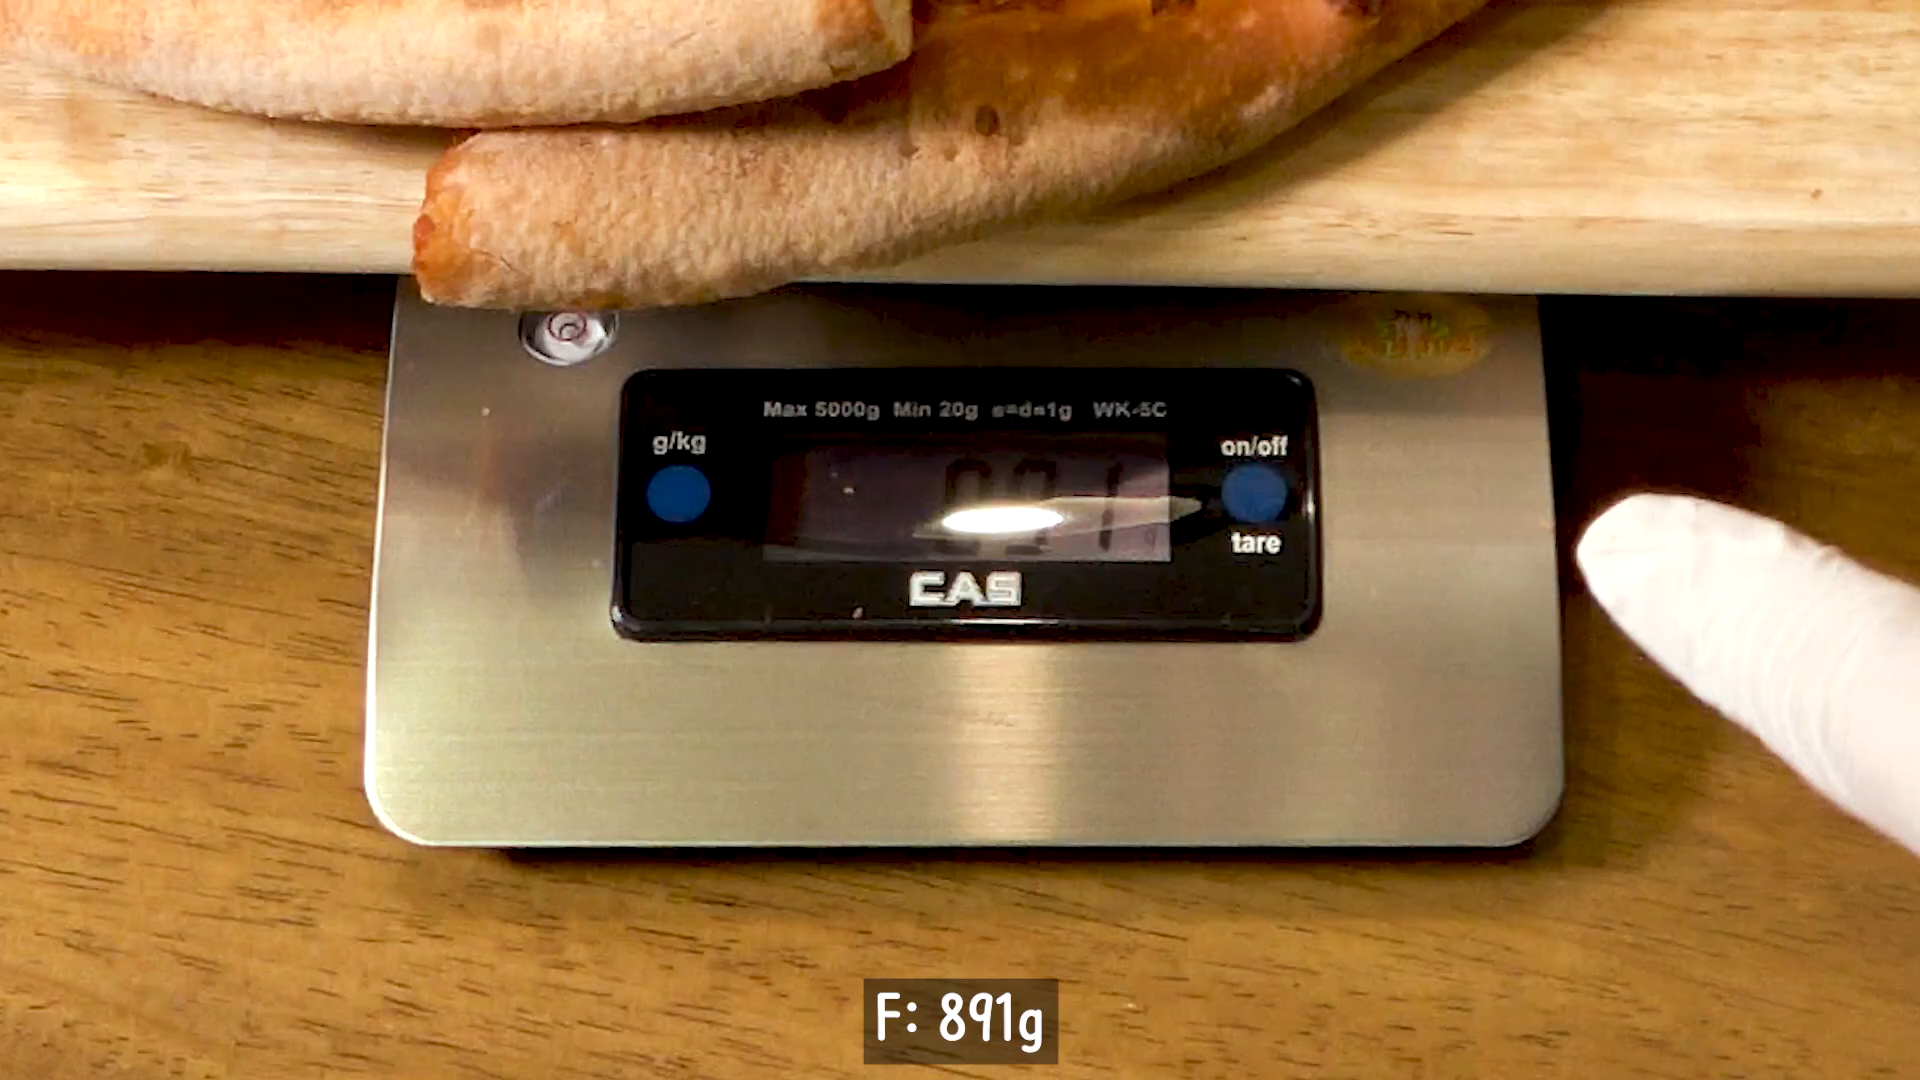 Max 5000g Min 20g e=d=1g WK-5C
g/kg
on/off
tare
CAS
F: 891g